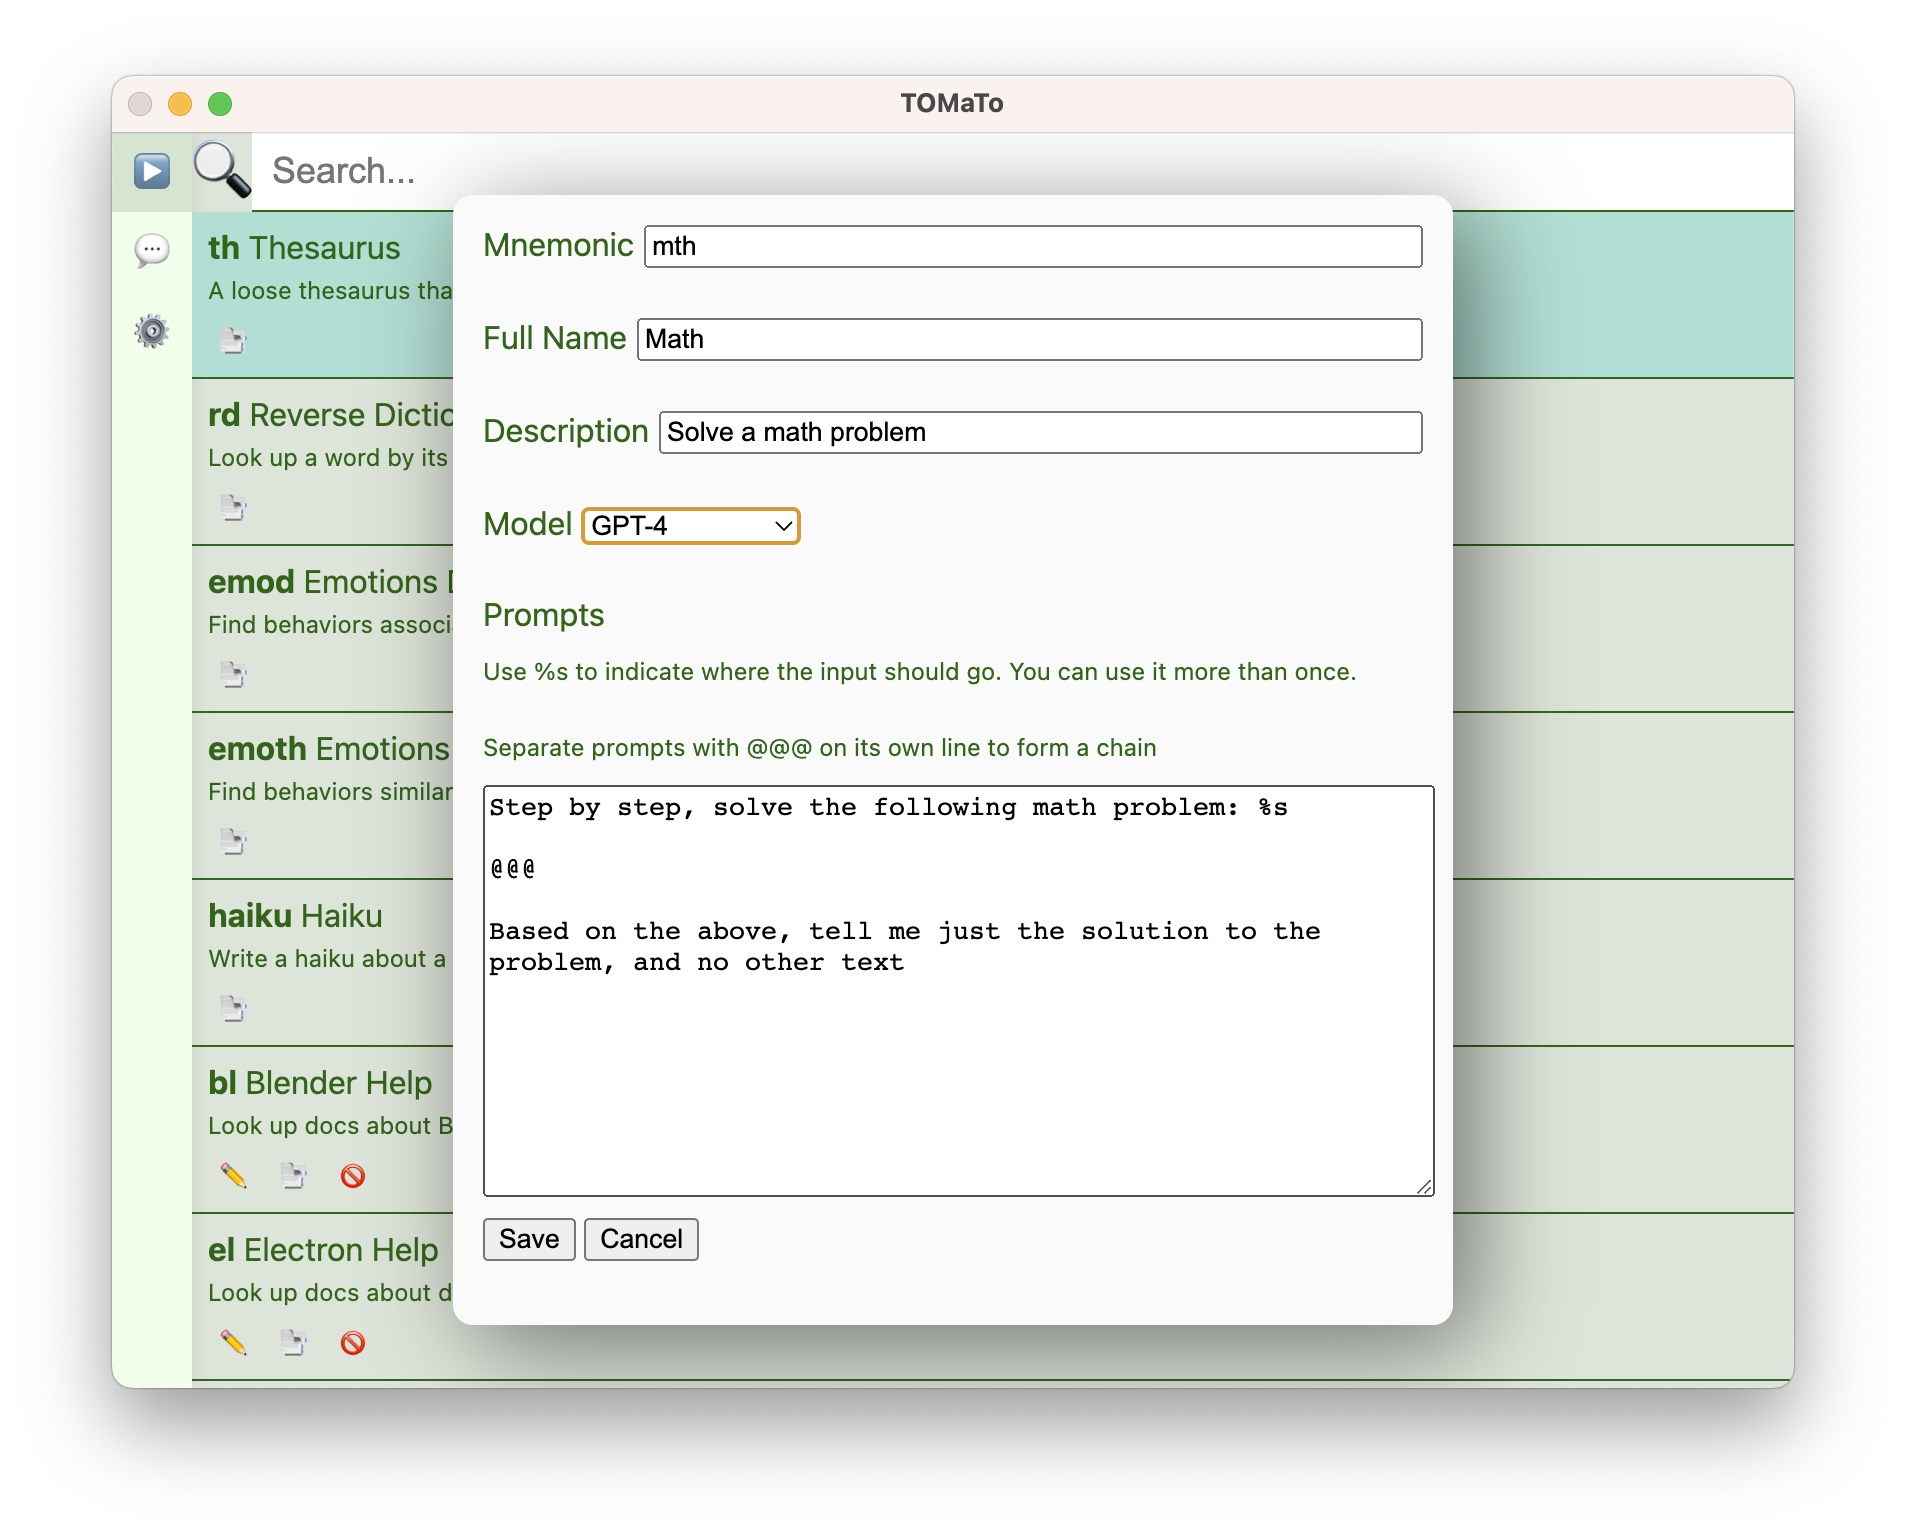 TOMaTo
Search...
th Thesaurus
A loose thesaurus tha
rd Reverse Dictio
Look up a word by its
emod Emotions
Find behaviors associ
emoth Emotions
Find behaviors similar
haiku Haiku
Write a haiku about a
bl Blender Help
Look up docs about B
el Electron Help
Look up docs about d
Mnemonic mth
Full Name Math
Description Solve a math problem
Model GPT-4
Prompts
Use %s to indicate where the input should go. You can use it more than once.
Separate prompts with @@@ on its own line to form a chain
Step by step, solve the following math problem: %s
@@@
Based on the above, tell me just the solution to the
problem, and no other text
Save Cancel